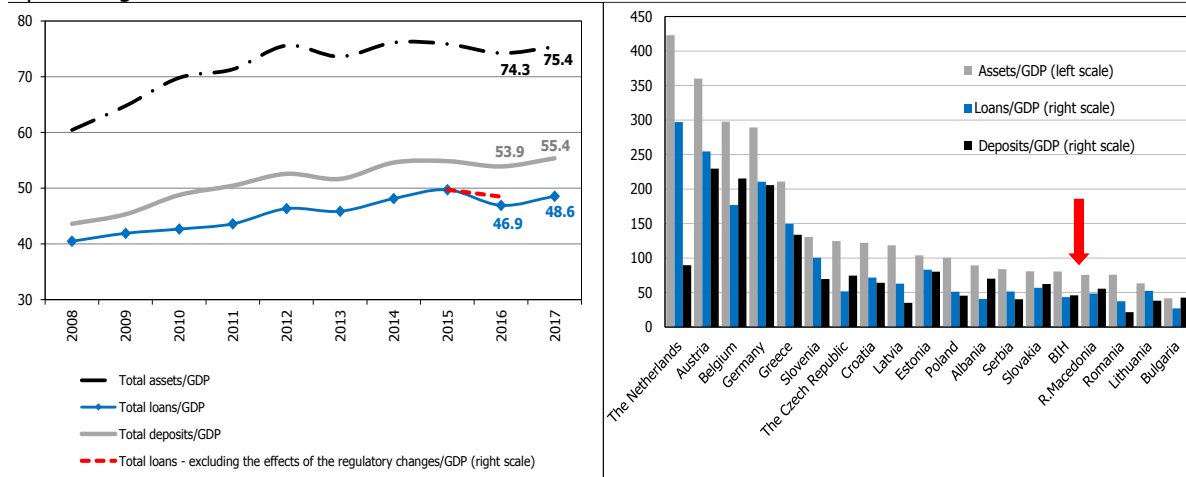 80
70
60
50
40
30
75.4
74.3
53.9
55.4
46.9
48.6
2008
2009
2010
2011
2012
2013
2014
2015
2016
2017
Total assets/GDP
Total loans/GDP
Total deposits/GDP
Total loans - excluding the effects of the regulatory changes/GDP (right scale)
450
400
350
300
250
200
150
100
50
0
Assets/GDP (left scale)
Loans/GDP (right scale)
Deposits/GDP (right scale)
The Netherlands
Austria
Belgium
Germany
Greece
Slovenia
The Czech Republic
Croatia
Latvia
Estonia
Poland
Albania
Serbia
Slovakia
BIH
R.Macedonia
Romania
Lithuania
Bulgaria